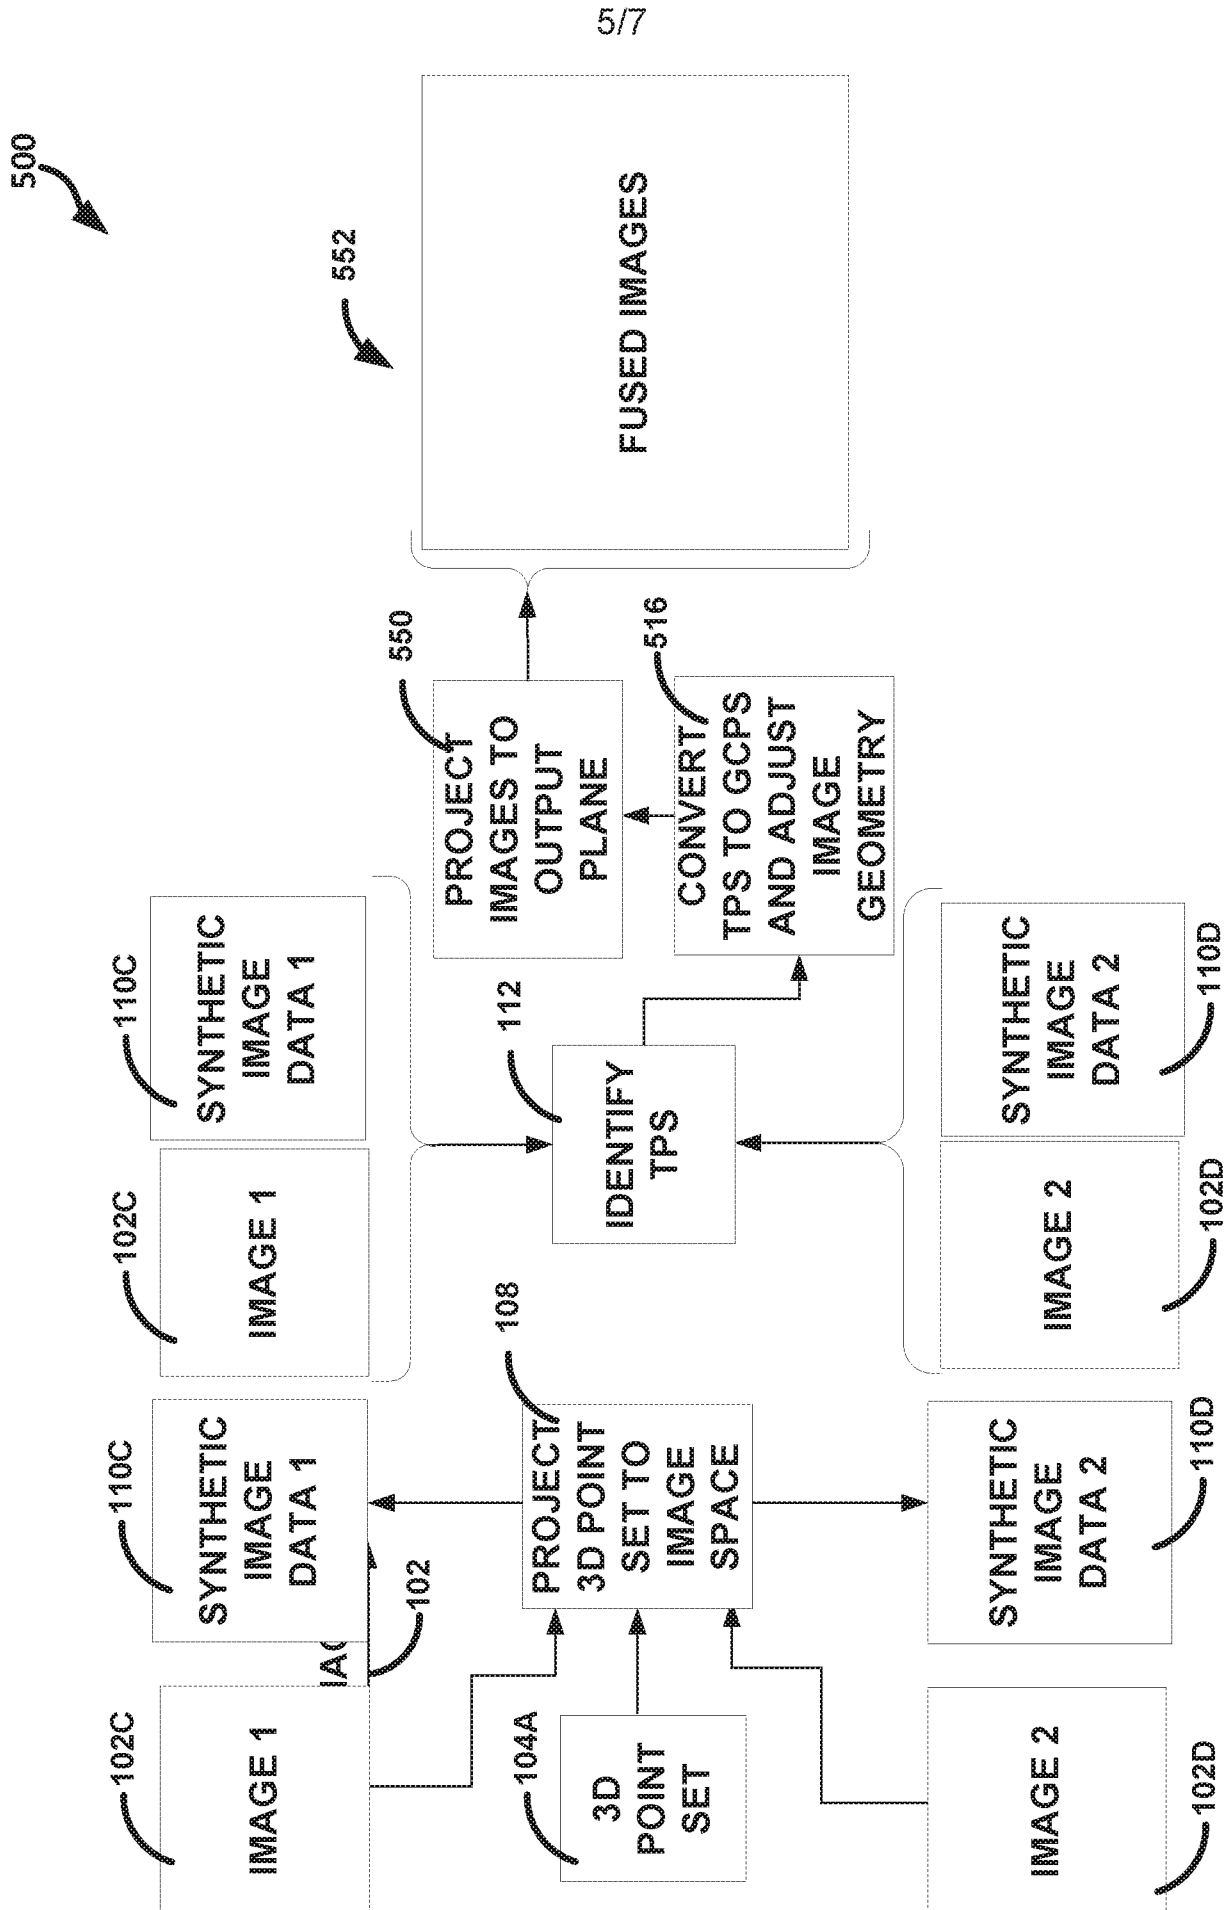 5/7
500
552
FUSED IMAGES
550
PROJECT
IMAGES TO
OUTPUT
PLANE
516
CONVERT
TPS TO GCPS
AND ADJUST
IMAGE
GEOMETRY
110C
SYNTHETIC
IMAGE
DATA 1
102C
IMAGE 1
112
IDENTIFY
TPS
SYNTHETIC
IMAGE
DATA 2
110D
IMAGE 2
102D
110C
SYNTHETIC
IMAGE
DATA 1
102
102C
IMAGE 1
108
PROJECT
3D POINT
SET TO
IMAGE
SPACE
104A
3D
POINT
SET
SYNTHETIC
IMAGE
DATA 2
110D
IMAGE 2
102D